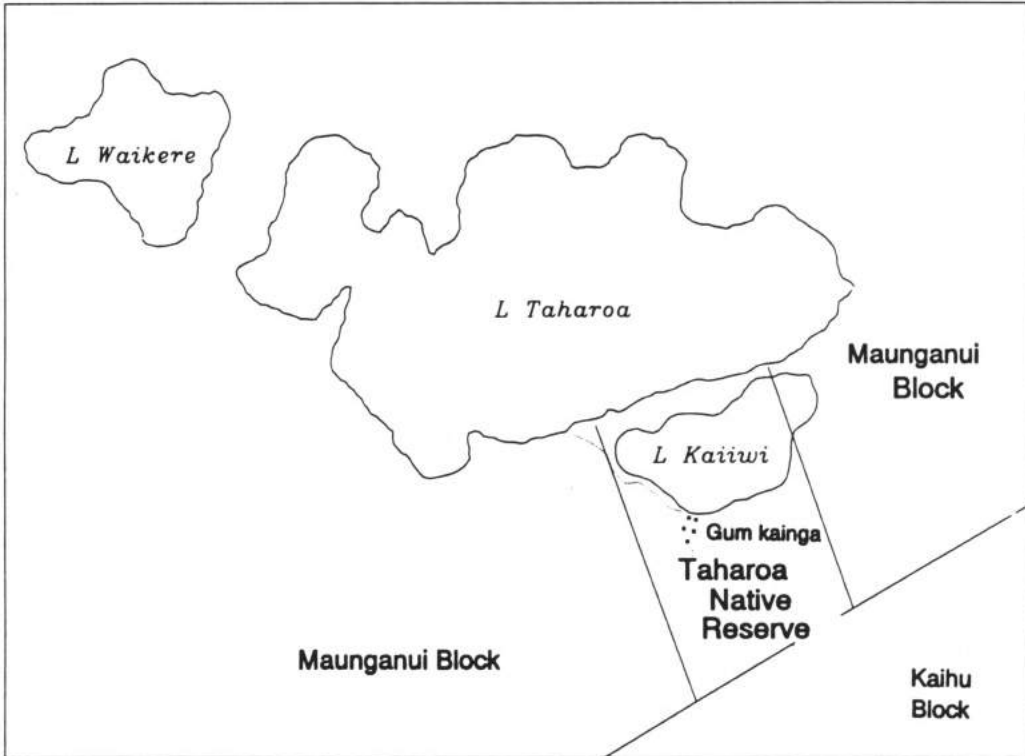 L Waikere
L Taharoa
Maunganui
Block
L Kaiiwi
Gum kainga
Taharoa
Native
Reserve
Maunganui Block
Kaihu
Block